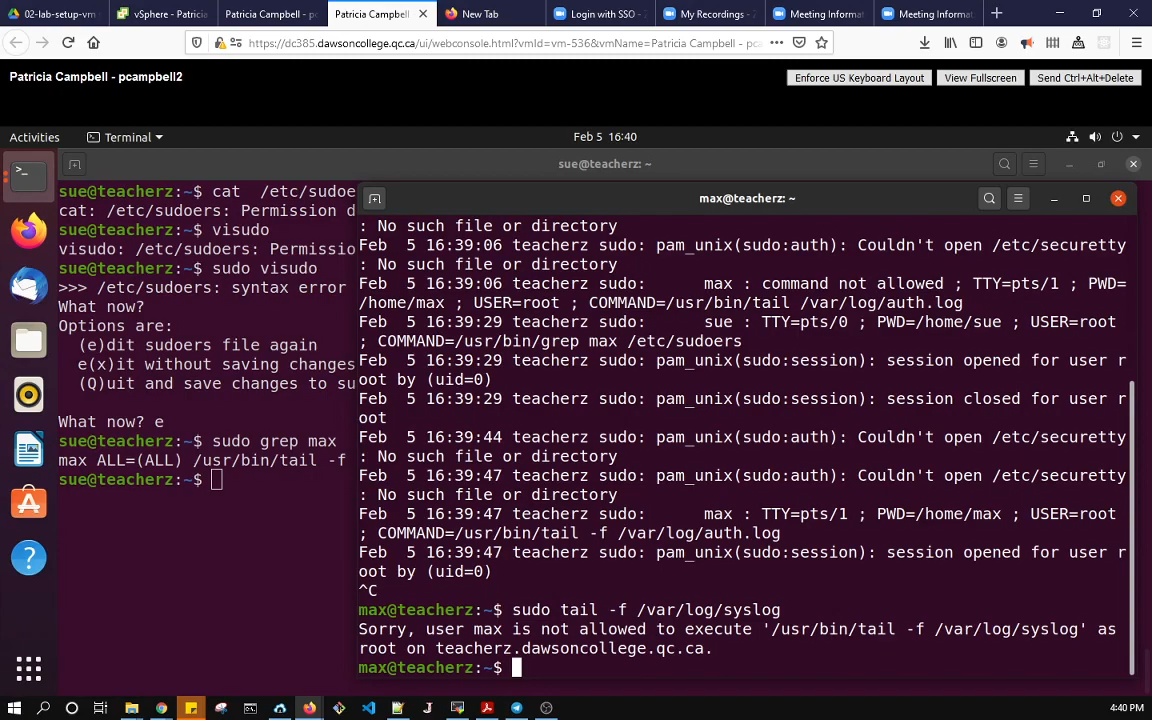 02-lab-setup-vm
vSphere - Patricia
Patricia Campbell - pc
Patricia Campbell
New Tab
Login with SSO -
My Recordings -
Meeting Informat
Meeting Informat
https://dc385.dawsoncollege.qc.ca/ui/webconsole.html?vmId=vm-536&vmName=Patricia Campbell - pc
Patricia Campbell - pcampbell2
Enforce US Keyboard Layout
View Fullscreen
Send Ctrl+Alt+Delete
Activities
Terminal
Feb 5 16:40
sue@teacherz: ~
sue@teacherz:~$ cat  /etc/sudoe
cat: /etc/sudoers: Permission d
sue@teacherz:~$ visudo
visudo: /etc/sudoers: Permissio
sue@teacherz:~$ sudo visudo
>>> /etc/sudoers: syntax error
What now?
Options are:
  (e)dit sudoers file again
  e(x)it without saving changes
  (Q)uit and save changes to su
What now? e
sue@teacherz:~$ sudo grep max
max ALL=(ALL) /usr/bin/tail -f
sue@teacherz:~$
max@teacherz: ~
: No such file or directory
Feb  5 16:39:06 teacherz sudo: pam_unix(sudo:auth): Couldn't open /etc/securetty
: No such file or directory
Feb  5 16:39:06 teacherz sudo:      max : command not allowed ; TTY=pts/1 ; PWD=
/home/max ; USER=root ; COMMAND=/usr/bin/tail /var/log/auth.log
Feb  5 16:39:29 teacherz sudo:      sue : TTY=pts/0 ; PWD=/home/sue ; USER=root
; COMMAND=/usr/bin/grep max /etc/sudoers
Feb  5 16:39:29 teacherz sudo: pam_unix(sudo:session): session opened for user r
oot by (uid=0)
Feb  5 16:39:29 teacherz sudo: pam_unix(sudo:session): session closed for user r
oot
Feb  5 16:39:44 teacherz sudo: pam_unix(sudo:auth): Couldn't open /etc/securetty
: No such file or directory
Feb  5 16:39:47 teacherz sudo: pam_unix(sudo:auth): Couldn't open /etc/securetty
: No such file or directory
Feb  5 16:39:47 teacherz sudo:      max : TTY=pts/1 ; PWD=/home/max ; USER=root
; COMMAND=/usr/bin/tail -f /var/log/auth.log
Feb  5 16:39:47 teacherz sudo: pam_unix(sudo:session): session opened for user r
oot by (uid=0)
^C
max@teacherz:~$ sudo tail -f /var/log/syslog
Sorry, user max is not allowed to execute '/usr/bin/tail -f /var/log/syslog' as
root on teacherz.dawsoncollege.qc.ca.
max@teacherz:~$
4:40 PM